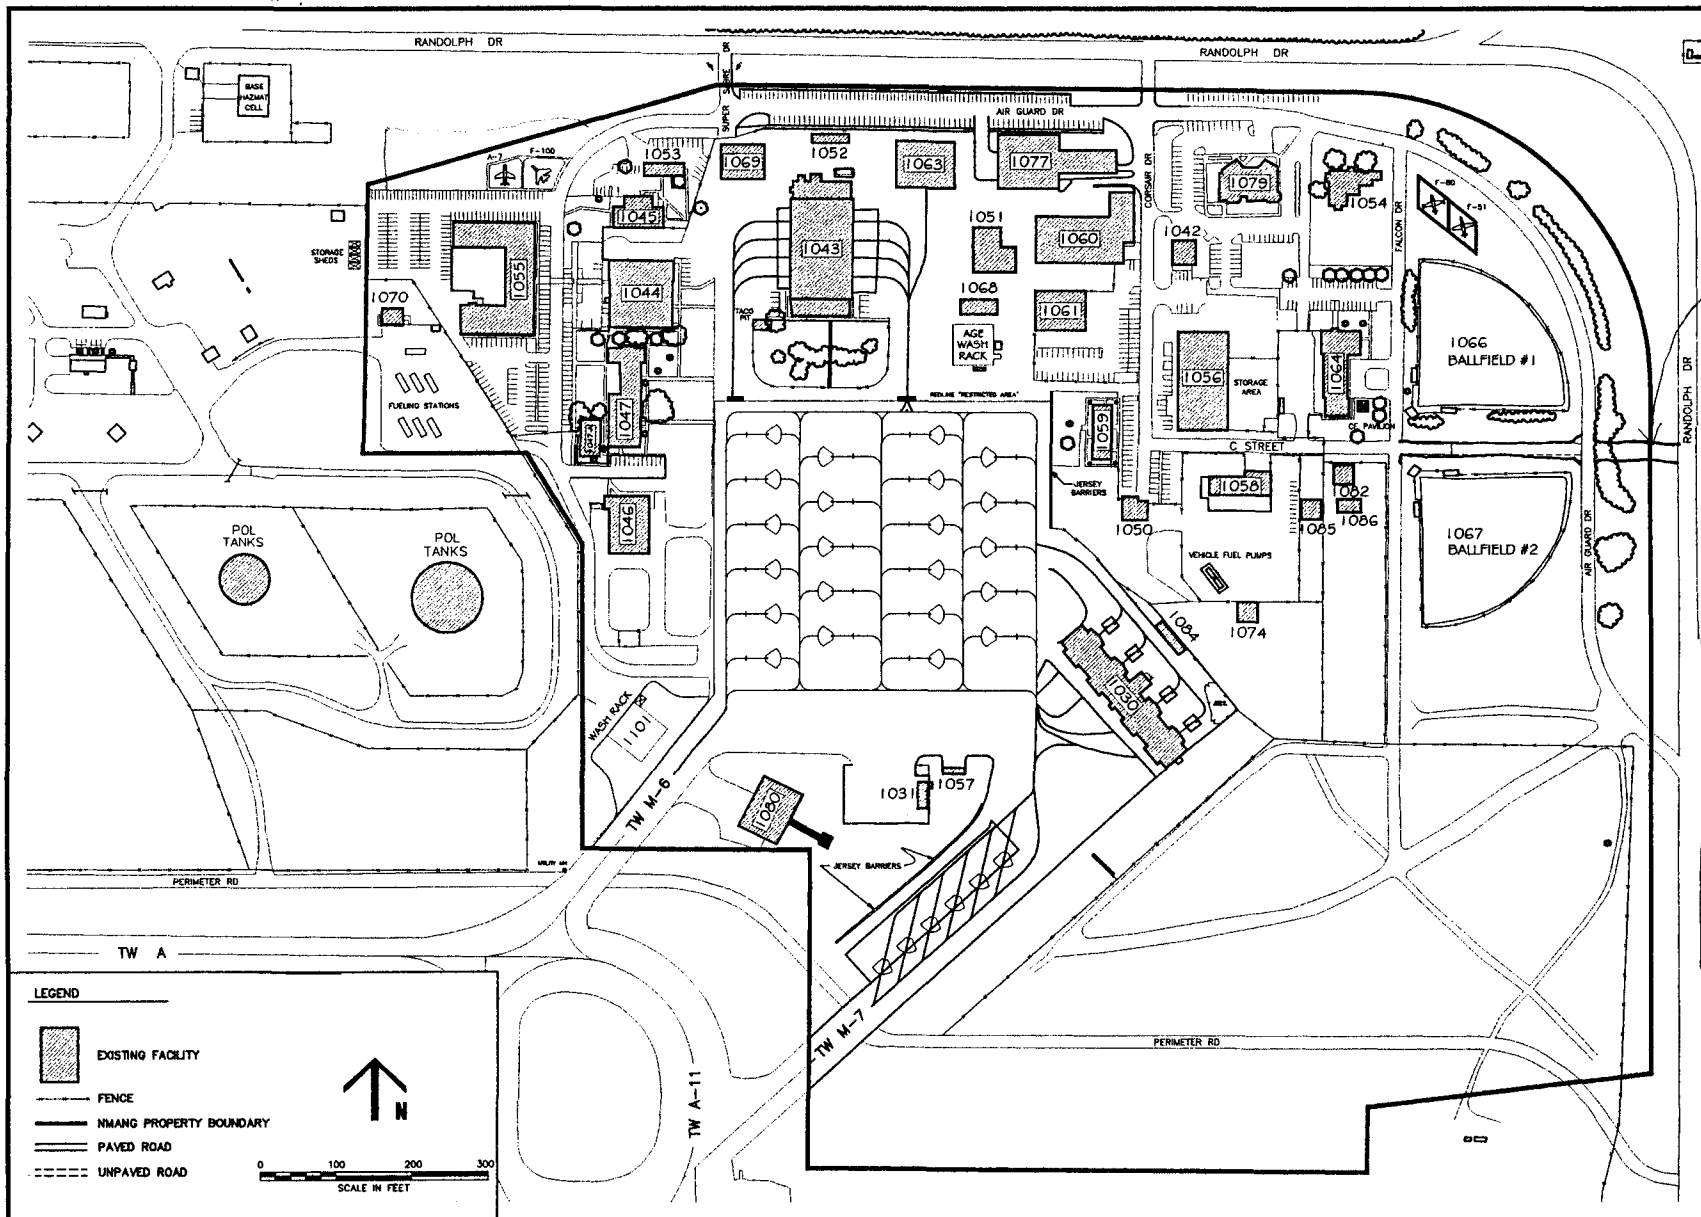 RANDOLPH DR
RANDOLPH DR
SUPER SABRE DR
BASE
HAZMAT
CELL
AIR GUARD DR
A-7
F-100
1053
1069
1052
1063
1077
CORSAIR DR
1079
1054
FALCON DR
F-80
F-51
1045
1043
1051
1060
1042
STORAGE
SHEDS
1055
1044
1070
1068
1061
TACO
PIT
AGE
WASH
RACK
1056
STORAGE
AREA
1064
1066
BALLFIELD #1
RANDOLPH DR
FUELING STATIONS
1047
1047A
REDLINE "RESTRICTED AREA"
1059
CE PAVILION
C STREET
JERSEY
BARRIERS
1058
1082
1086
1085
1050
1046
1067
BALLFIELD #2
AIR GUARD DR
POL
TANKS
POL
TANKS
VEHICLE FUEL PUMPS
1074
1084
1030
WASH RACK
1101
TW M-6
1080
1031
1057
JERSEY BARRIERS
UTILITY MH
PERIMETER RD
TW A
TW M-7
PERIMETER RD
TW A-11
LEGEND
EXISTING FACILITY
FENCE
NMANG PROPERTY BOUNDARY
PAVED ROAD
UNPAVED ROAD
N
0 100 200 300
SCALE IN FEET